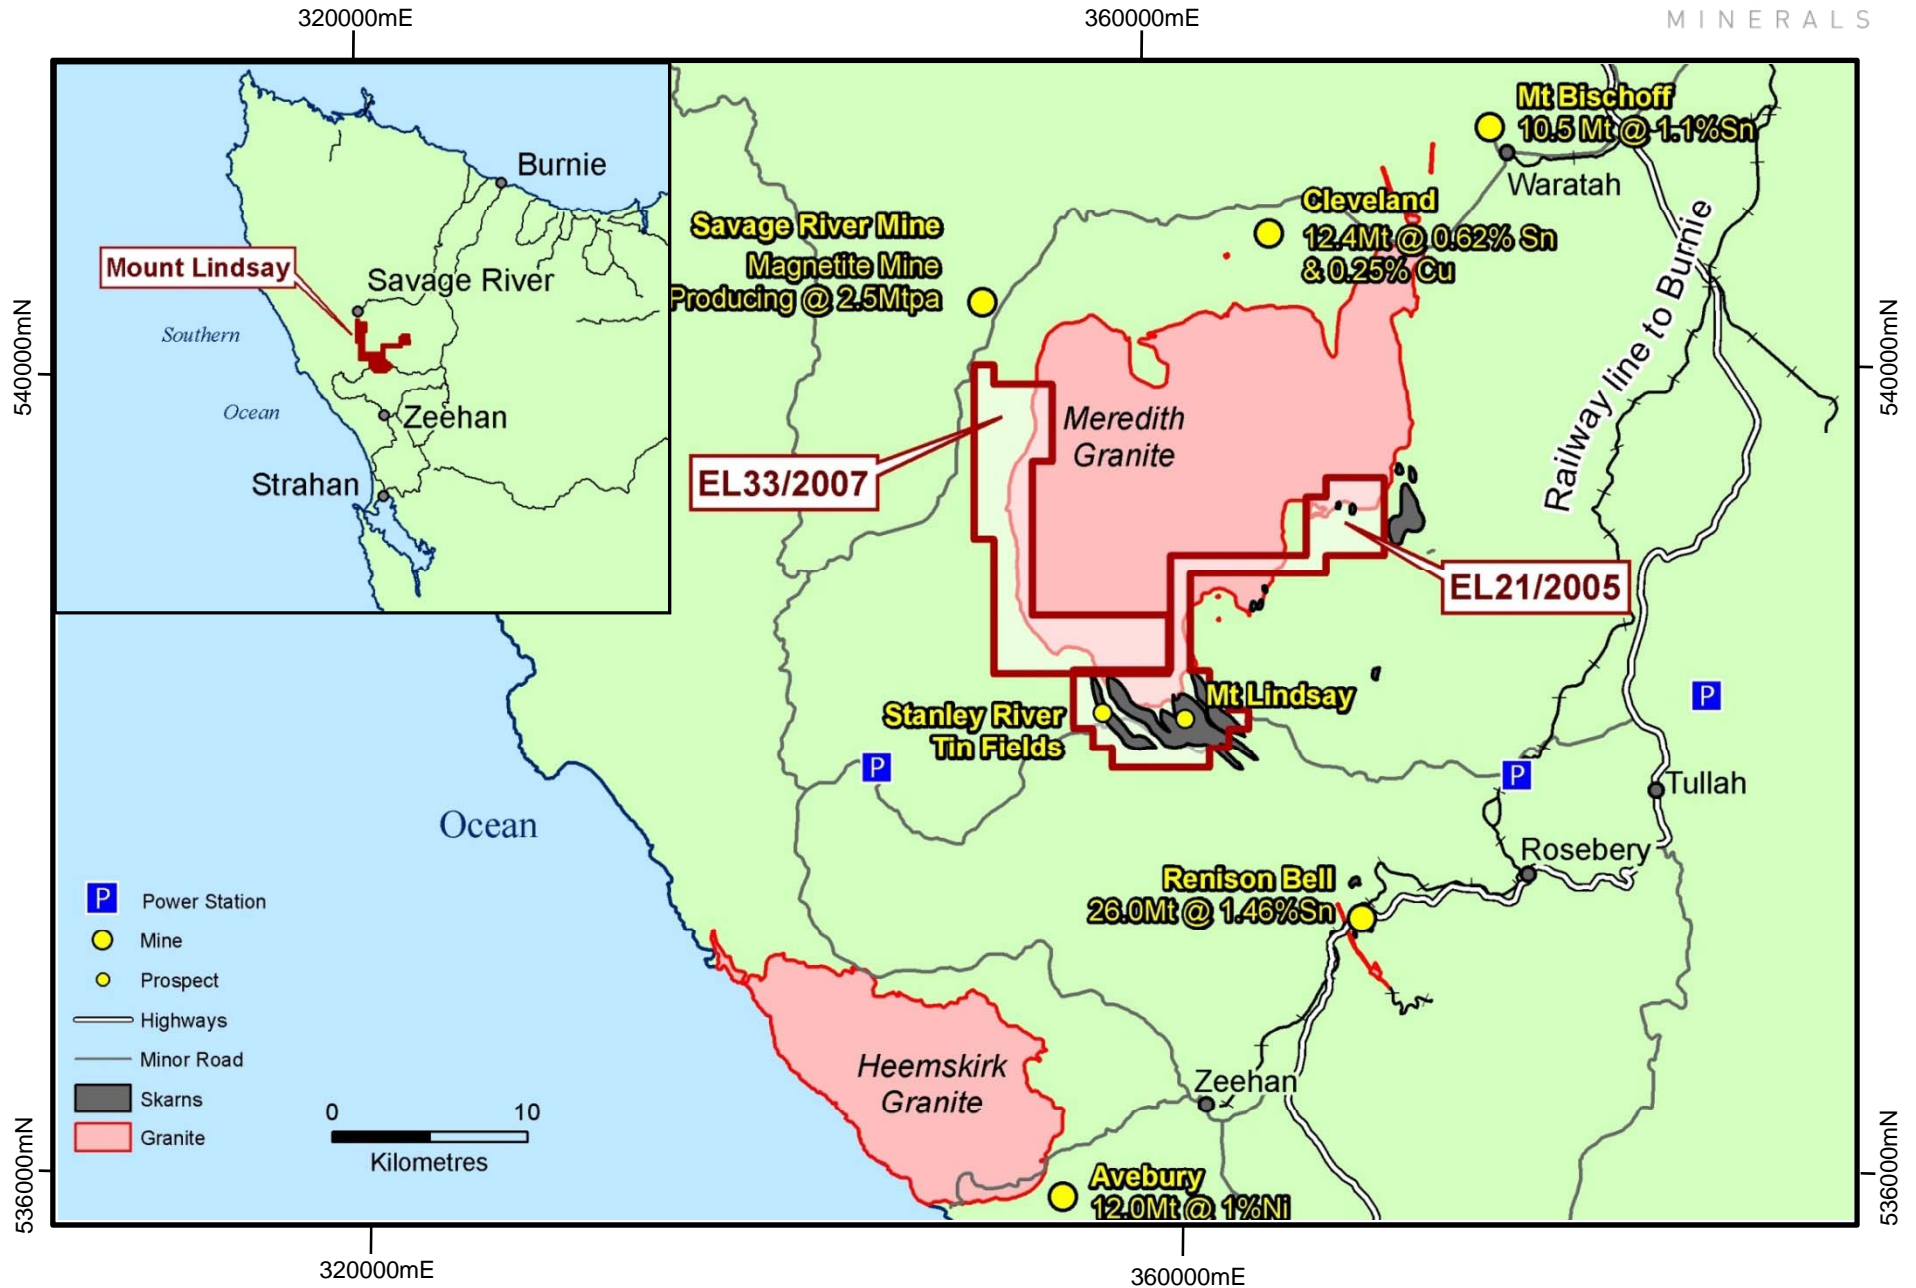 320000mE
360000mE
MINERALS
Burnie
Mount Lindsay
Savage River
Southern
Ocean
Zeehan
Strahan
Mt Bischoff
10.5 Mt @ 1.1%Sn
Waratah
Cleveland
12.4Mt @ 0.62% Sn
& 0.25% Cu
Savage River Mine
Magnetite Mine
Producing @ 2.5Mtpa
Railway line to Burnie
5400000mN
5400000mN
Meredith
Granite
EL33/2007
EL21/2005
Mt Lindsay
Stanley River
Tin Fields
P
P
P
Tullah
Rosebery
Ocean
Renison Bell
26.0Mt @ 1.46%Sn
P Power Station
Mine
Prospect
Highways
Minor Road
Skarns
Granite
0 10
Kilometres
Heemskirk
Granite
Zeehan
Avebury
12.0Mt @ 1%Ni
5360000mN
5360000mN
320000mE
360000mE